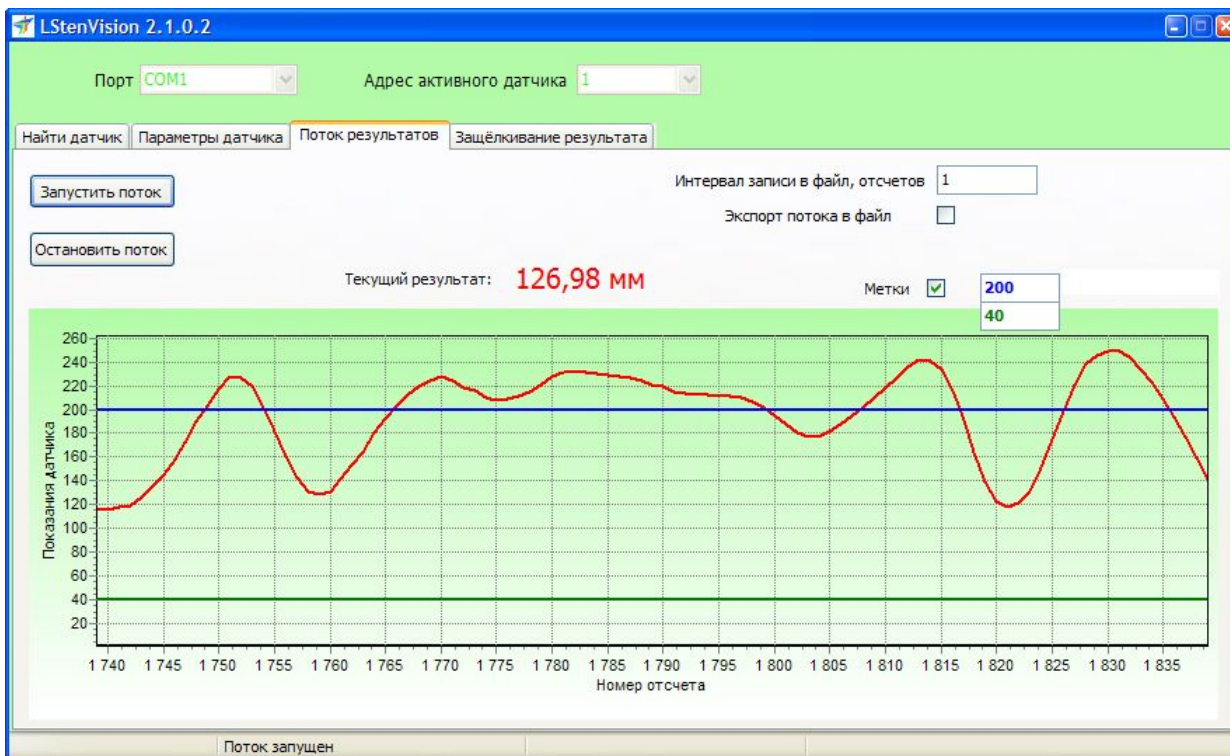 LStenVision 2.1.0.2
Порт COM1 Адрес активного датчика 1
Найти датчик Параметры датчика Поток результатов Защёлкивание результата
Запустить поток
Интервал записи в файл, отсчетов 1
Экспорт потока в файл
Остановить поток
Текущий результат: 126,98 мм
Метки 200
40
260
240
220
200
180
160
140
120
100
80
60
40
20
Показания датчика
1 740 1 745 1 750 1 755 1 760 1 765 1 770 1 775 1 780 1 785 1 790 1 795 1 800 1 805 1 810 1 815 1 820 1 825 1 830 1 835
Номер отсчета
Поток запущен